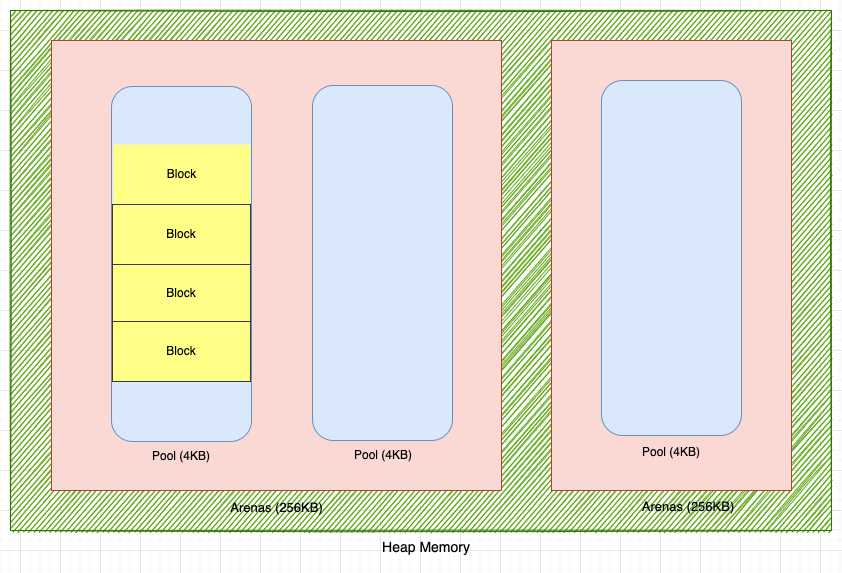 Block
Block
Block
Block
Pool (4KB)
Pool (4KB)
Pool (4KB)
Arenas (256KB)
Arenas (256KB)
Heap Memory